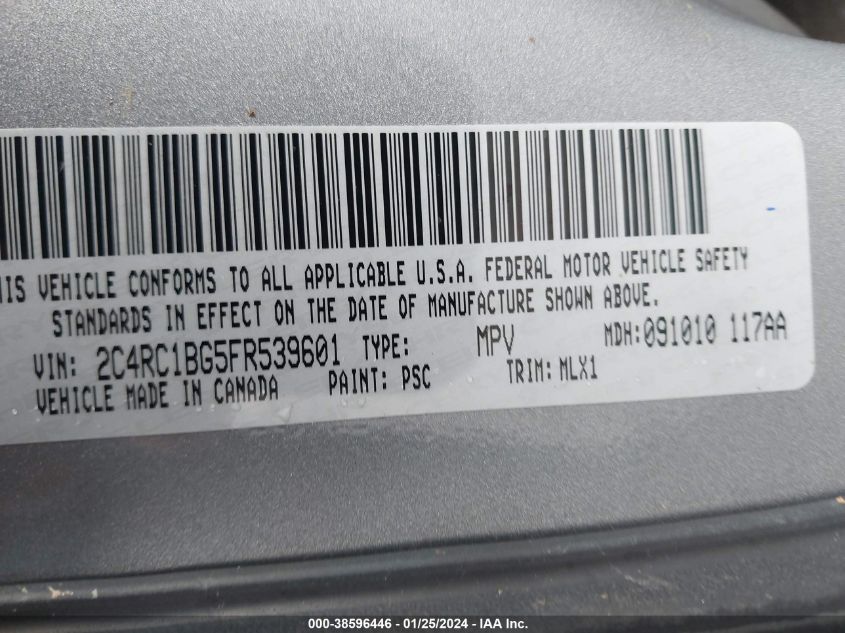 VEHICLE CONFORMS TO ALL APPLICABLE U.S.A. FEDERAL MOTOR VEHICLE SAFETY
STANDARDS IN EFFECT ON THE DATE OF MANUFACTURE SHOWN ABOVE.
VIN: 2C4RC1BG5FR539601 TYPE: MPV MDH:091010 117AA
VEHICLE MADE IN CANADA PAINT: PSC TRIM: MLX1
000-38596446 - 01/25/2024 - IAA Inc.